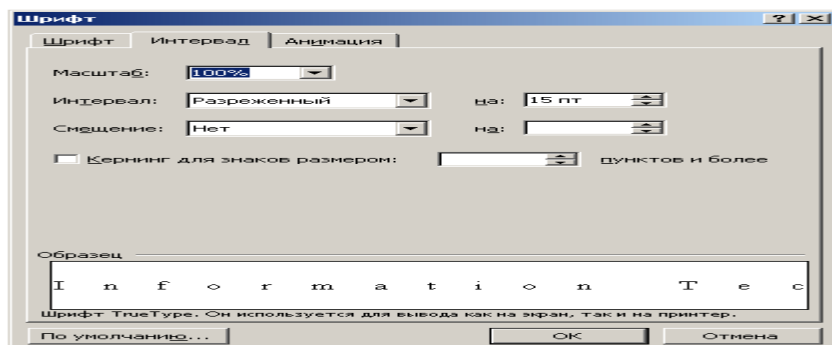 Шрифт
Шрифт Интервал Анимация
Масштаб: 100%
Интервал: Разреженный на: 15 пт
Смещение: Нет на:
Кернинг для знаков размером: пунктов и более
Образец
I n f o r m a t i o n T e c
Шрифт TrueType. Он используется для вывода как на экран, так и на принтер.
По умолчанию... ОК Отмена